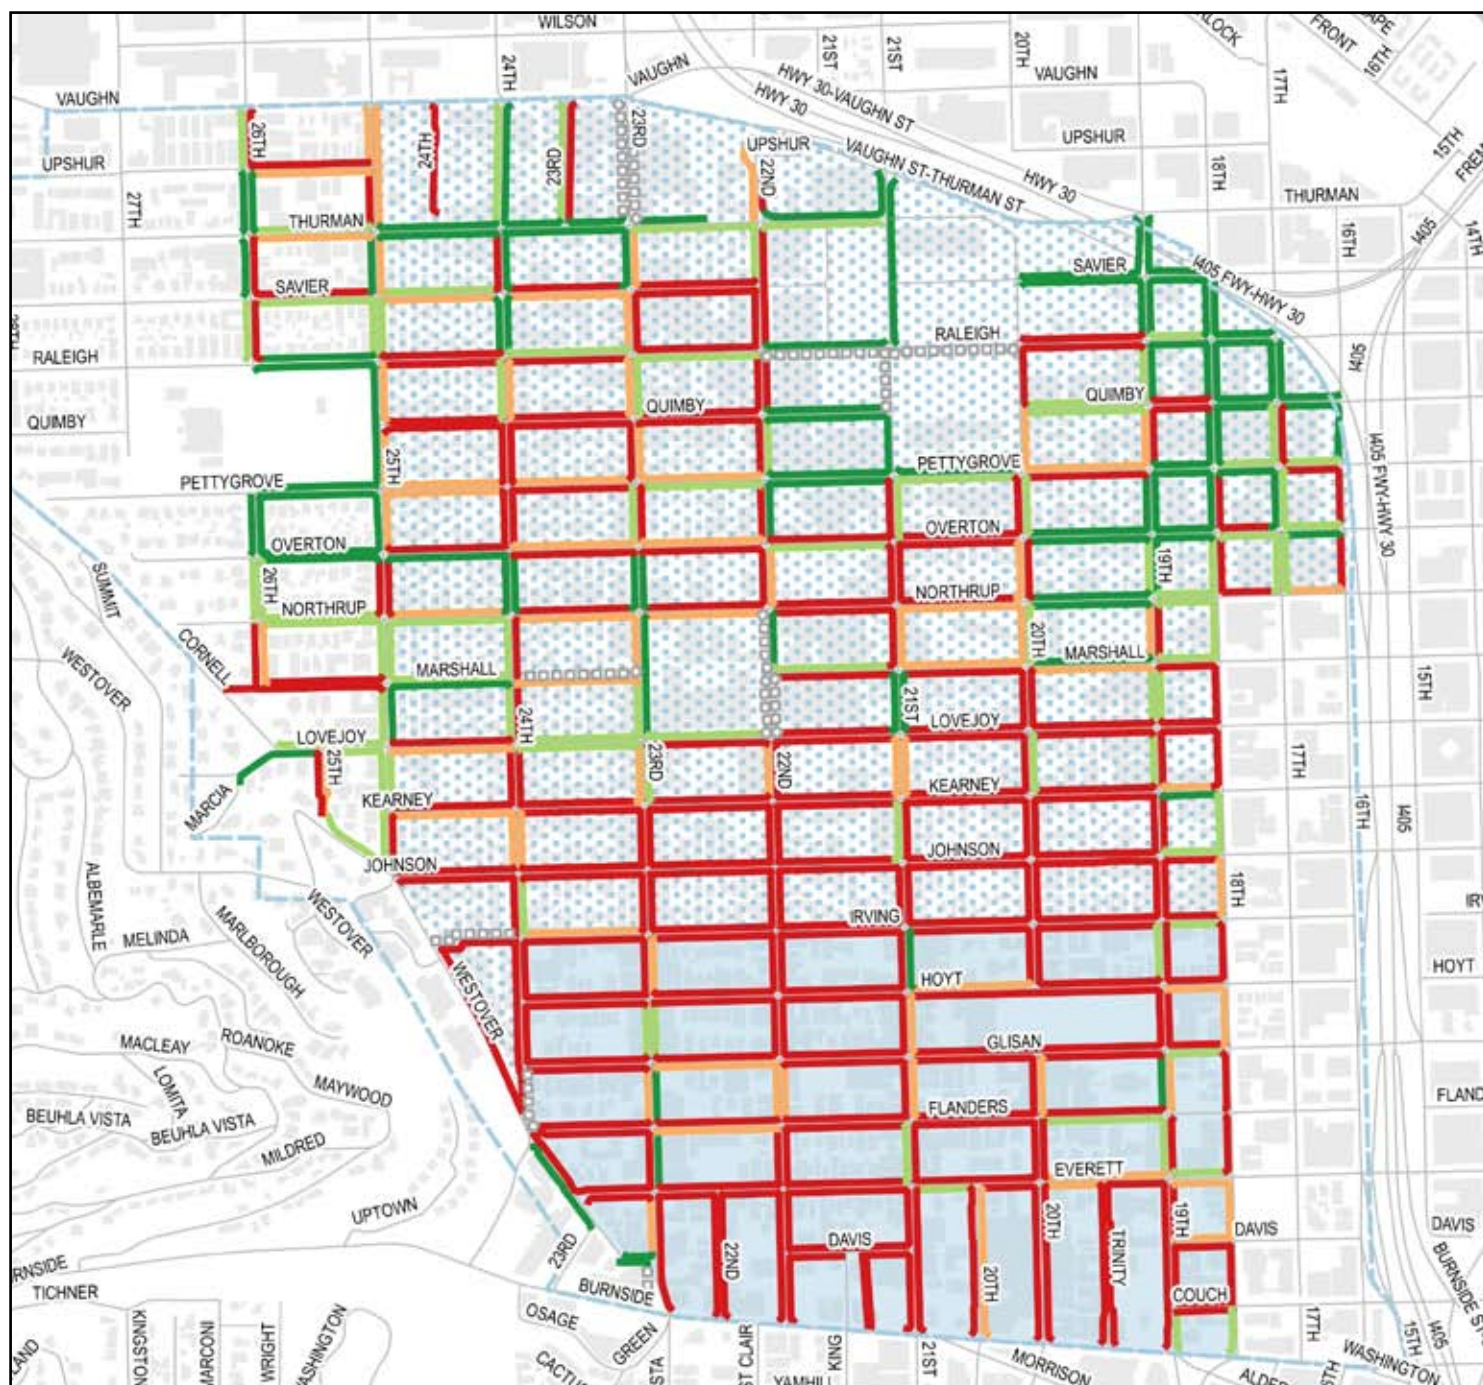 WILSON
CAPE
FRONT
16TH
24TH
21ST
21ST
20TH
VAUGHN
HWY 30-VAUGHN ST
HWY 30
VAUGHN
17TH
VAUGHN
26TH
24TH
23RD
23RD
UPSHUR
UPSHUR
15TH
UPSHUR
22ND
VAUGHN ST-THURMAN ST
HWY 30
18TH
THURMAN
27TH
THURMAN
16TH
I405
14TH
SAVIER
SAVIER
I405 FWY-HWY 30
RALEIGH
RALEIGH
I405
QUIMBY
QUIMBY
QUIMBY
25TH
PETTYGROVE
PETTYGROVE
I405 FWY-HWY 30
OVERTON
OVERTON
SUMMIT
26TH
NORTHRUP
NORTHRUP
19TH
CORNELL
WESTOVER
MARSHALL
20TH
MARSHALL
15TH
24TH
21ST
LOVEJOY
LOVEJOY
25TH
23RD
22ND
17TH
MARCIA
KEARNEY
KEARNEY
16TH
I405
JOHNSON
JOHNSON
ALBEMARLE
WESTOVER
18TH
MELINDA
MARLBOROUGH
IRVING
WESTOVER
HOYT
HOYT
ROANOKE
MACLEAY
GLISAN
LOMITA
MAYWOOD
BEUHLA VISTA
BEUHLA VISTA
FLANDERS
MILDRED
EVERETT
UPTOWN
23RD
22ND
DAVIS
20TH
20TH
TRINITY
19TH
DAVIS
DAVIS
TICHNER
BURNSIDE
COUCH
KINGSTON
MARCONI
WRIGHT
WASHINGTON
OSAGE
GREEN
KING
21ST
MORRISON
17TH
15TH
I405
WASHINGTON
YAMHILL